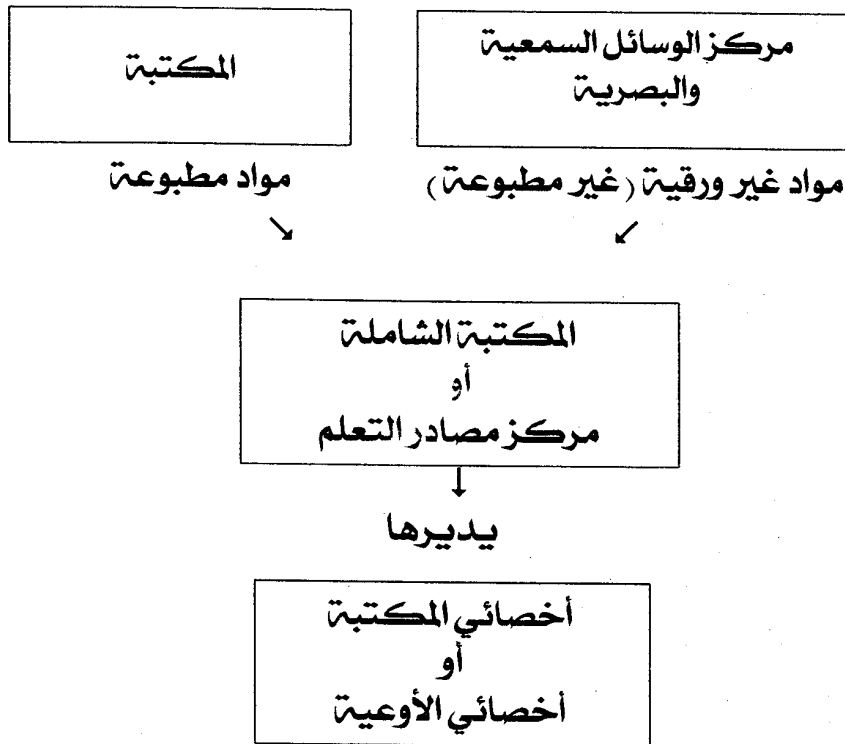 مركز الوسائل السمعية
والبصرية
المكتبة
مواد غير ورقية (غير مطبوعة)
مواد مطبوعة
المكتبة الشاملة
أو
مركز مصادر التعلم
يديرها
أخصائي المكتبة
أو
أخصائي الأوعية